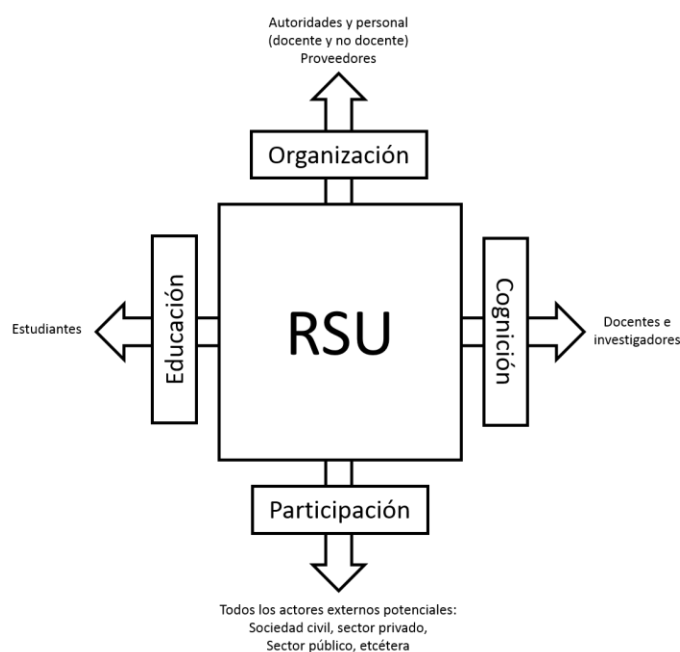 Autoridades y personal
(docente y no docente)
Proveedores
Organización
Estudiantes
Educación
RSU
Cognición
Docentes e
investigadores
Participación
Todos los actores externos potenciales:
Sociedad civil, sector privado,
Sector público, etcétera